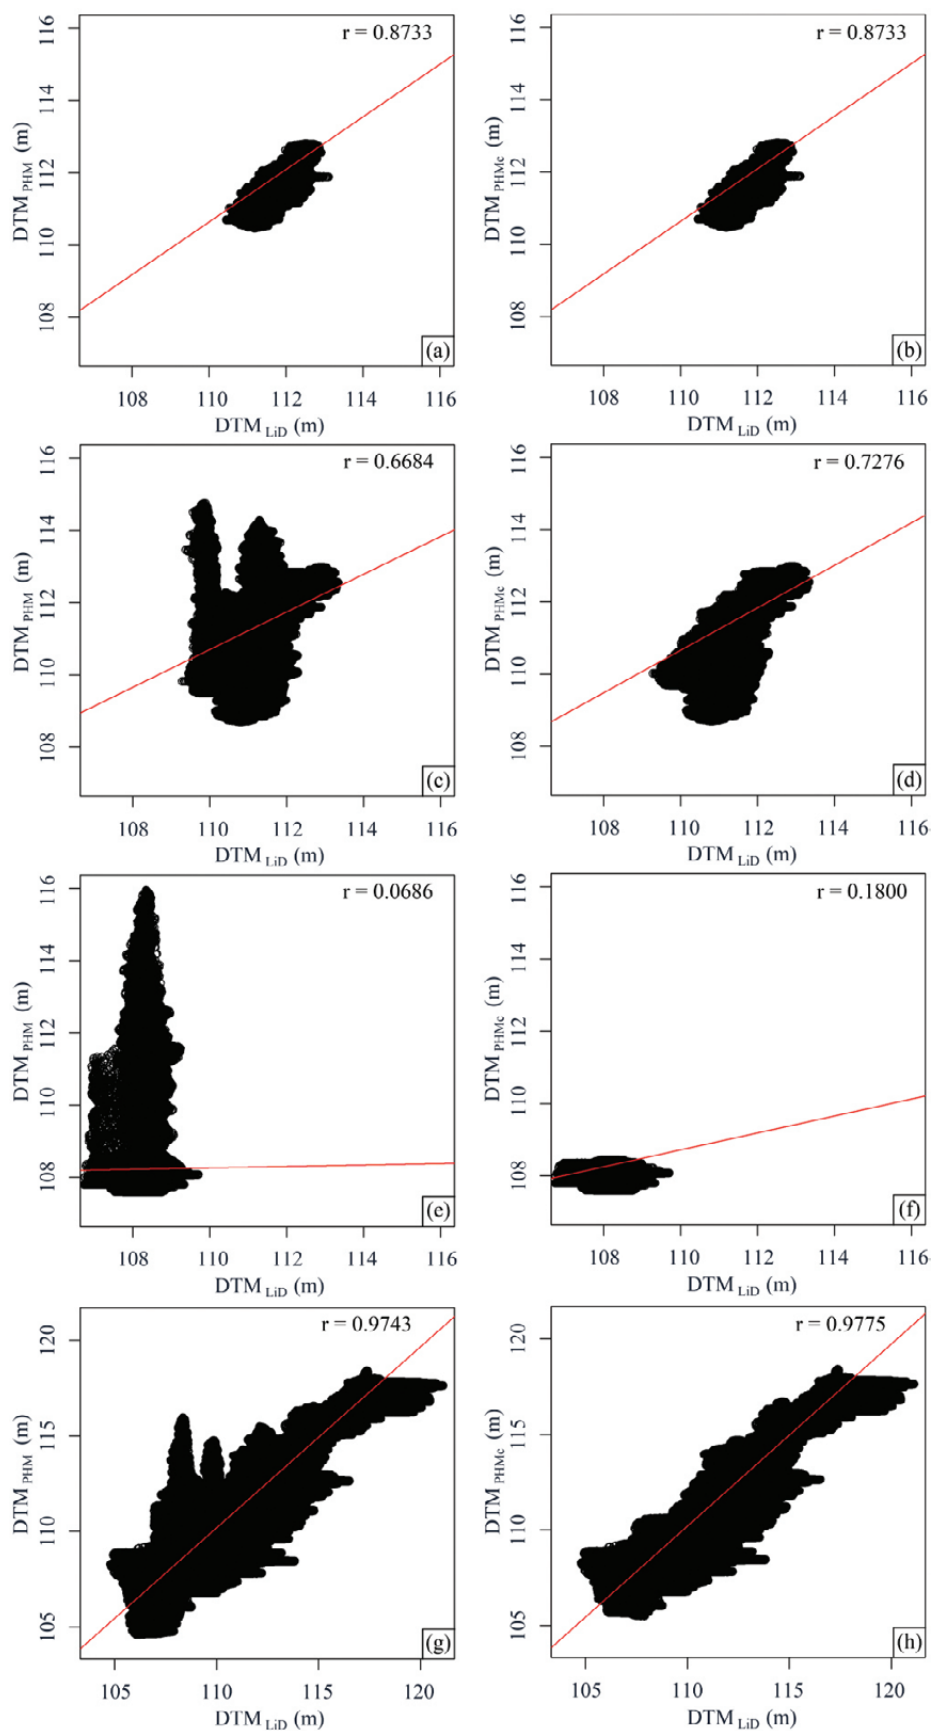 r = 0.8733
DTM PHM (m)
108 110 112 114 116
(a)
108 110 112 114 116
DTM LiD (m)
r = 0.8733
DTM PHMc (m)
108 110 112 114 116
(b)
108 110 112 114 116
DTM LiD (m)
r = 0.6684
DTM PHM (m)
108 110 112 114 116
(c)
108 110 112 114 116
DTM LiD (m)
r = 0.7276
DTM PHMc (m)
108 110 112 114 116
(d)
108 110 112 114 116
DTM LiD (m)
r = 0.0686
DTM PHM (m)
108 110 112 114 116
(e)
108 110 112 114 116
DTM LiD (m)
r = 0.1800
DTM PHMc (m)
108 110 112 114 116
(f)
108 110 112 114 116
DTM LiD (m)
r = 0.9743
DTM PHM (m)
105 110 115 120
(g)
105 110 115 120
DTM LiD (m)
r = 0.9775
DTM PHMc (m)
105 110 115 120
(h)
105 110 115 120
DTM LiD (m)